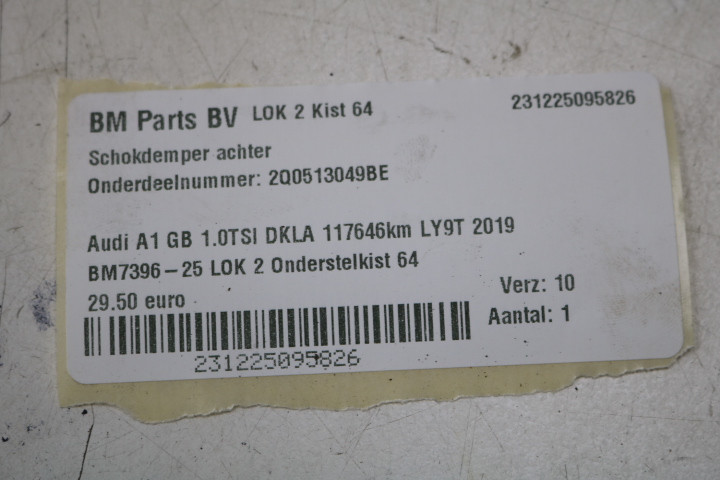 BM Parts BV LOK 2 Kist 64 231225095826
Schokdemper achter
Onderdeelnummer: 2Q0513049BE
Audi A1 GB 1.0TSI DKLA 117646km LY9T 2019
BM7396-25 LOK 2 Onderstelkist 64
29.50 euro Verz: 10
Aantal: 1
231225095826